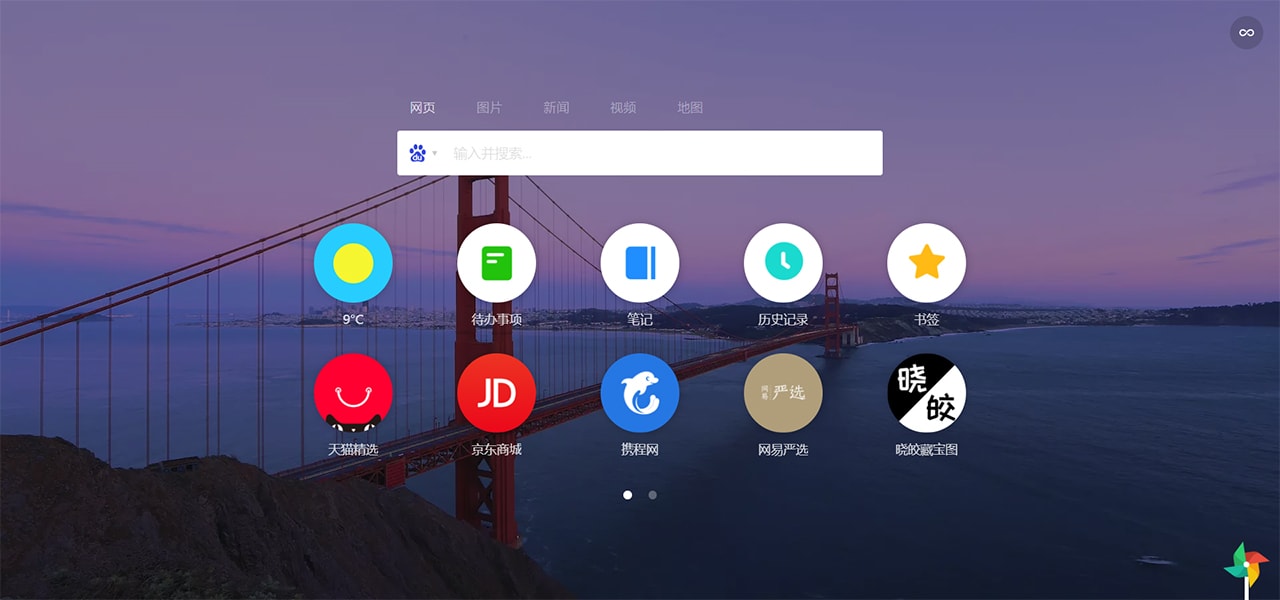 网页 图片 新闻 视频 地图
du 输入并搜索...
9°C 待办事项 笔记 历史记录 书签
JD 网易 严选 晓皎
天猫精选 京东商城 携程网 网易严选 晓皎藏宝图